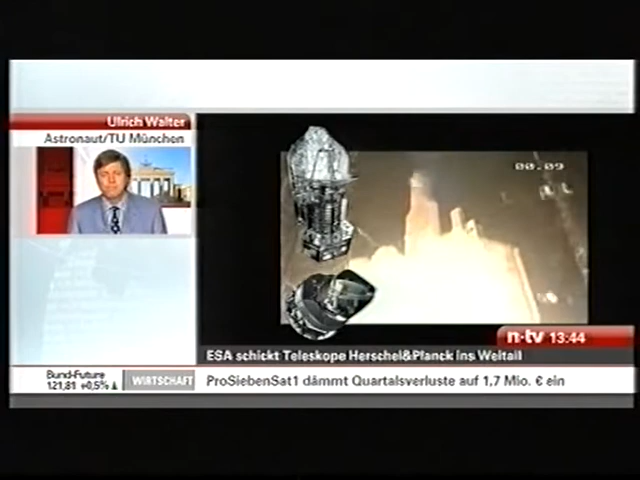 Ulrich Walter
Astronaut/TU München
00.09
n-tv 13:44
ESA schickt Teleskope Herschel&Planck ins Weltall
Bund-Future
121,81 +0,5% ▲
WIRTSCHAFT
ProSiebenSat1 dämmt Quartalsverluste auf 1,7 Mio. € ein